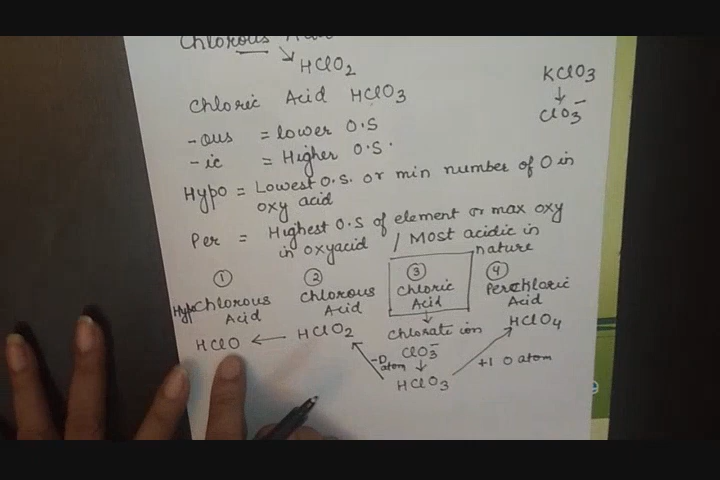 Chlorous
HClO2
Chloric Acid HClO3
KClO3
ClO3-
-ous = lower O.S
-ic = Higher O.S.
Hypo = Lowest O.S. or min number of O in
oxy acid
Per = Highest O.S of element or max oxy
in oxyacid / Most acidic in
nature
1 2 3 4
HypoChlorous Acid
Chlorous Acid
Chloric Acid
PerChloric Acid
HClO ← HClO2
Chlorate ion
ClO3-
HClO4
-O atom
HClO3
+1 O atom